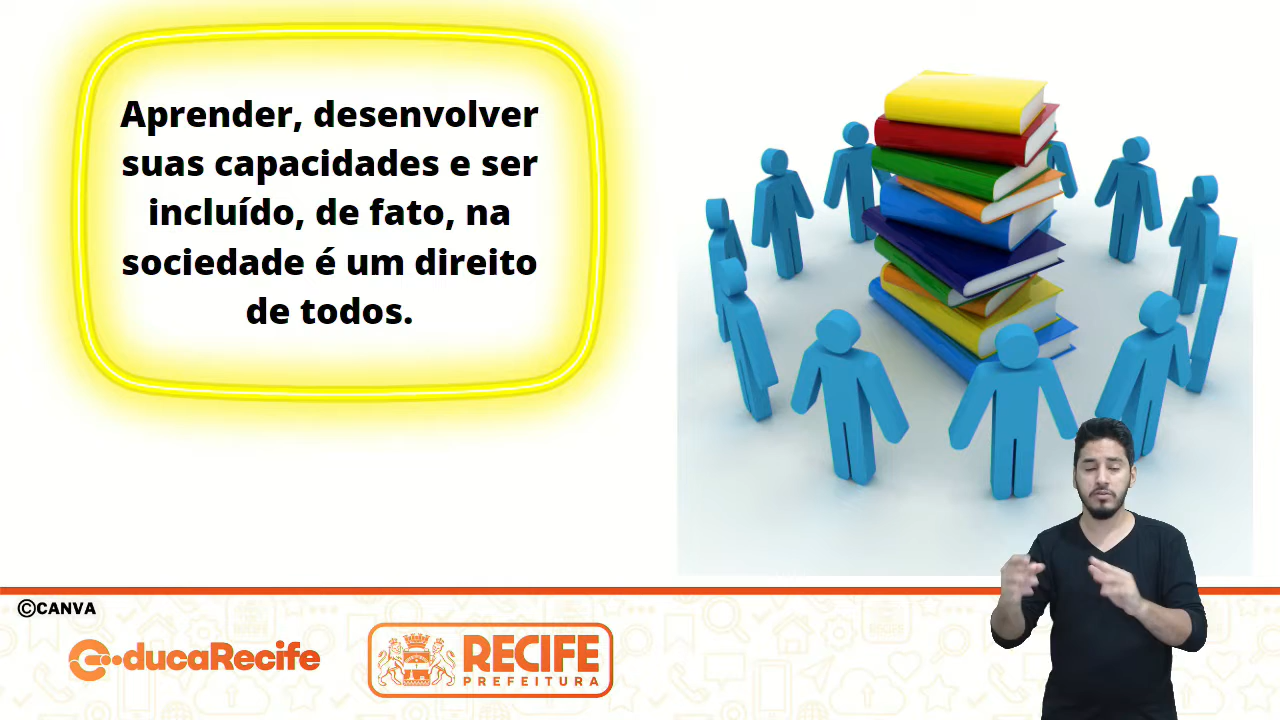 Aprender, desenvolver
suas capacidades e ser
incluído, de fato, na
sociedade é um direito
de todos.
©CANVA
educaRecife
RECIFE
PREFEITURA